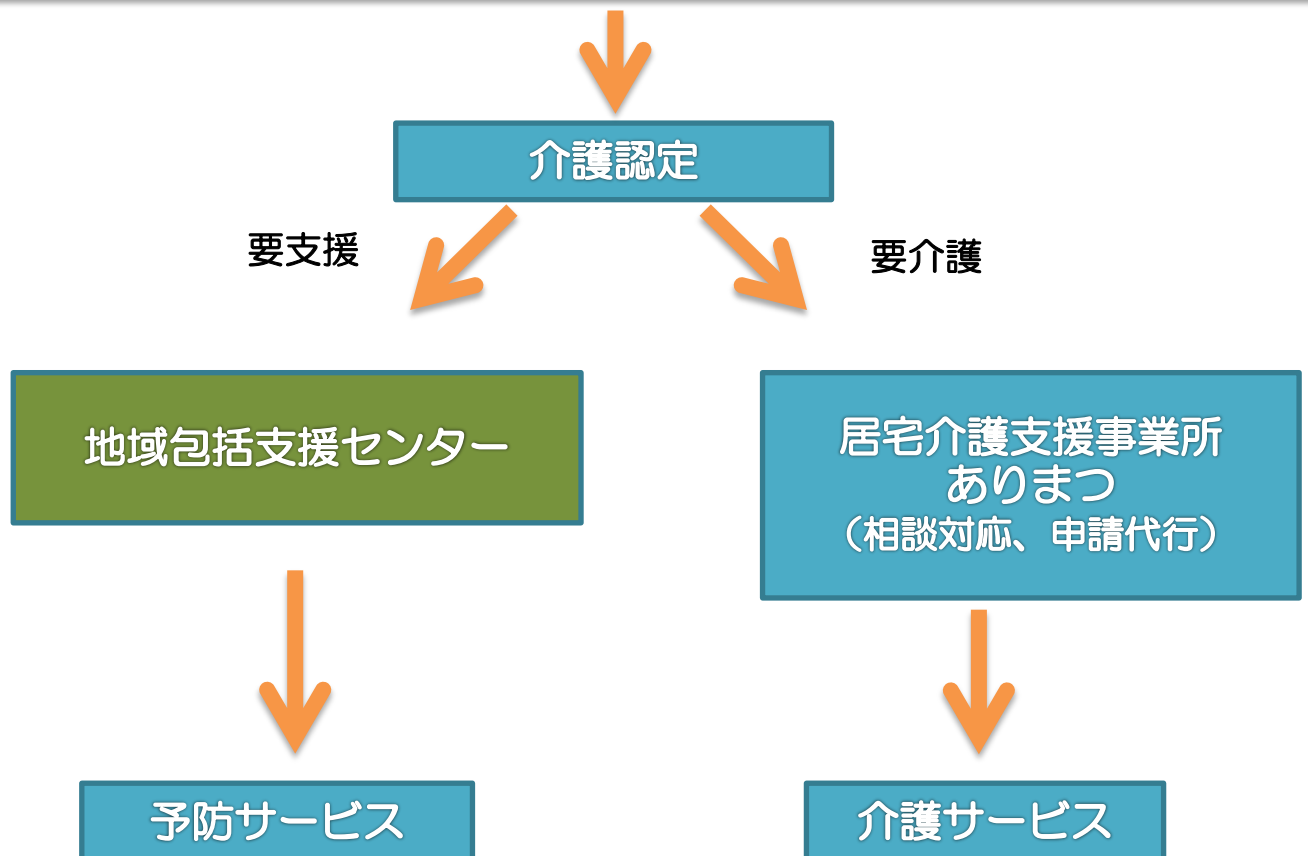 介護認定
要支援
要介護
地域包括支援センター
居宅介護支援事業所
ありまつ
（相談対応、申請代行）
予防サービス
介護サービス